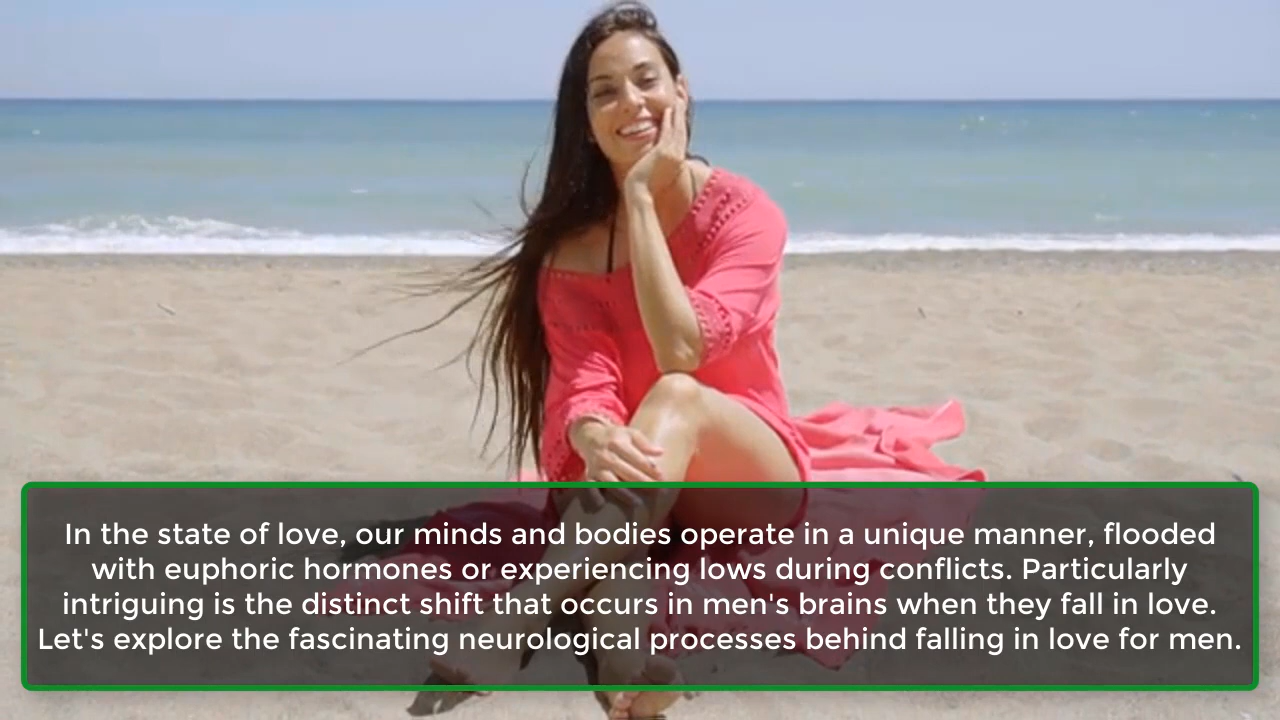 In the state of love, our minds and bodies operate in a unique manner, flooded
with euphoric hormones or experiencing lows during conflicts. Particularly
intriguing is the distinct shift that occurs in men's brains when they fall in love.
Let's explore the fascinating neurological processes behind falling in love for men.